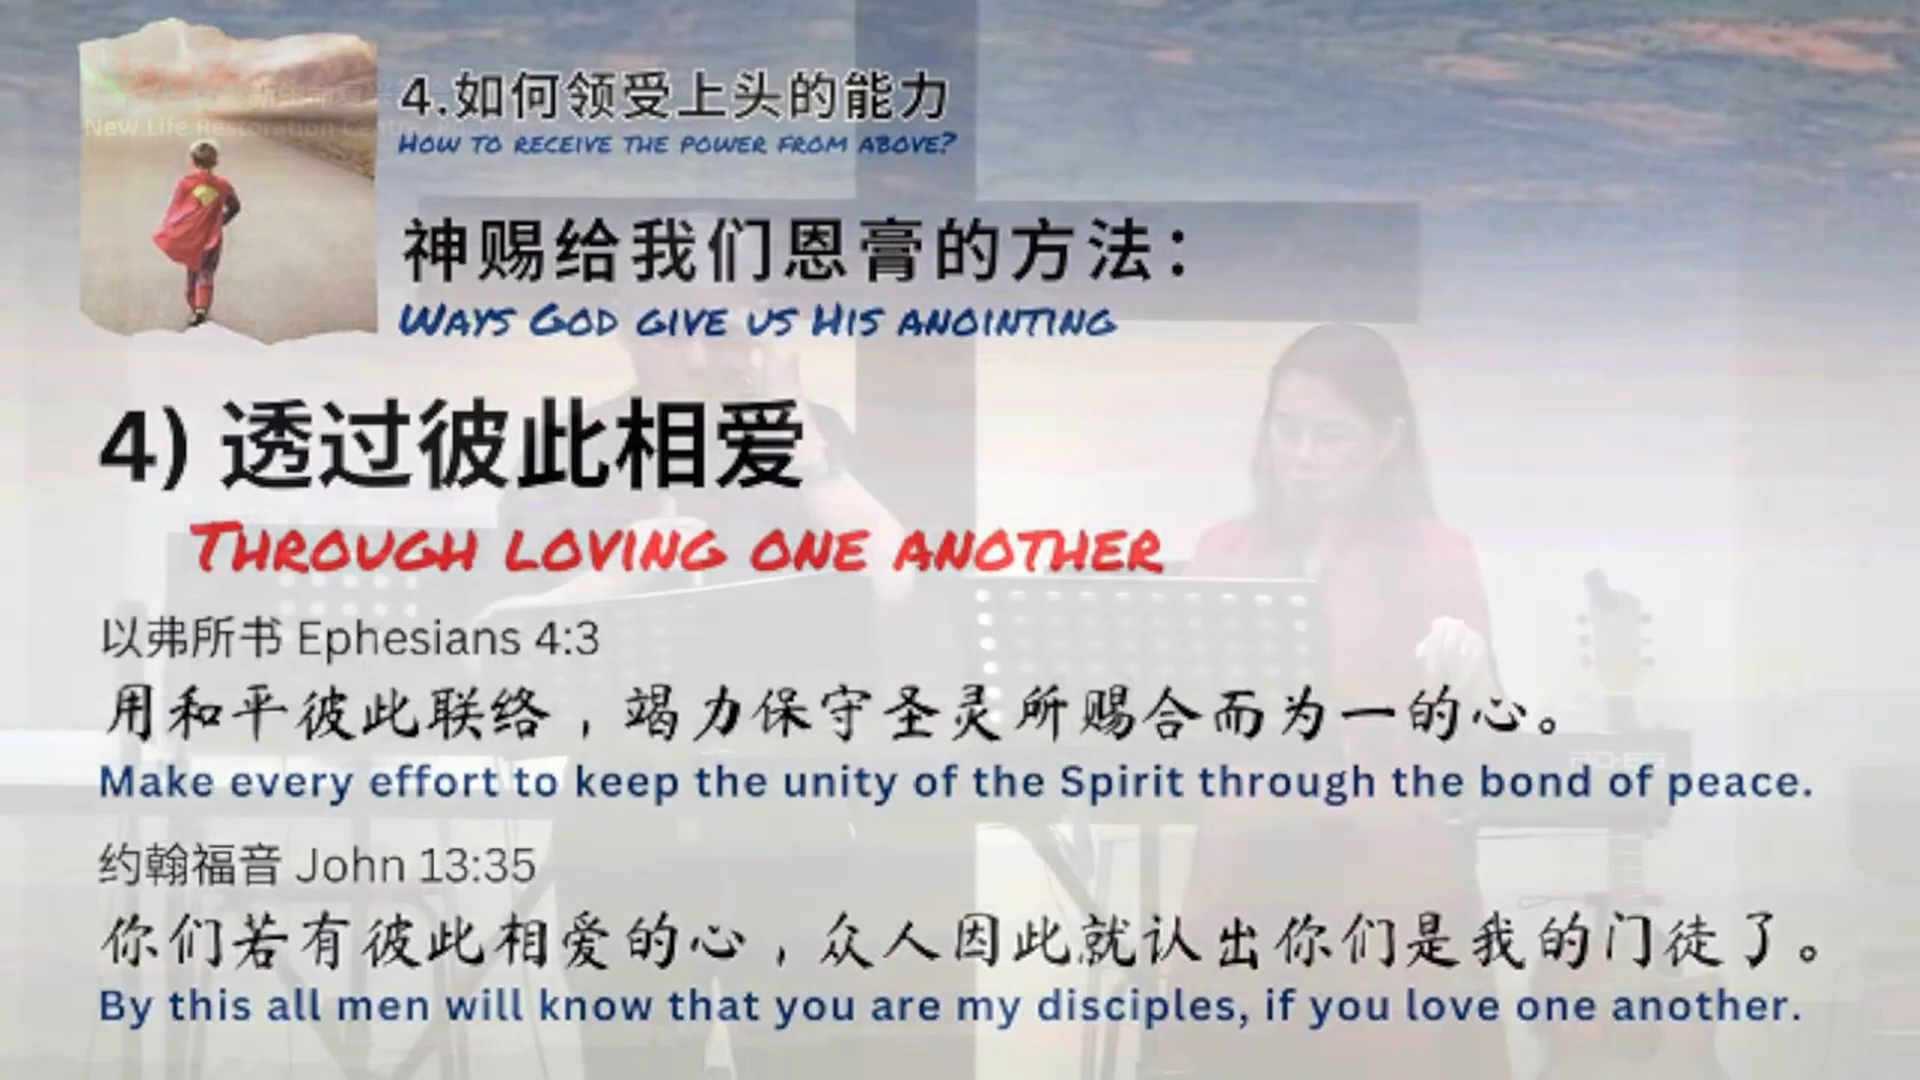 New Life Restoration Centre
4.如何领受上头的能力
How to receive the power from above?
神赐给我们恩膏的方法：
Ways God give us His anointing
4) 透过彼此相爱
Through loving one another
以弗所书 Ephesians 4:3
用和平彼此联络，竭力保守圣灵所赐合而为一的心。
Make every effort to keep the unity of the Spirit through the bond of peace.
约翰福音 John 13:35
你们若有彼此相爱的心，众人因此就认出你们是我的门徒了。
By this all men will know that you are my disciples, if you love one another.